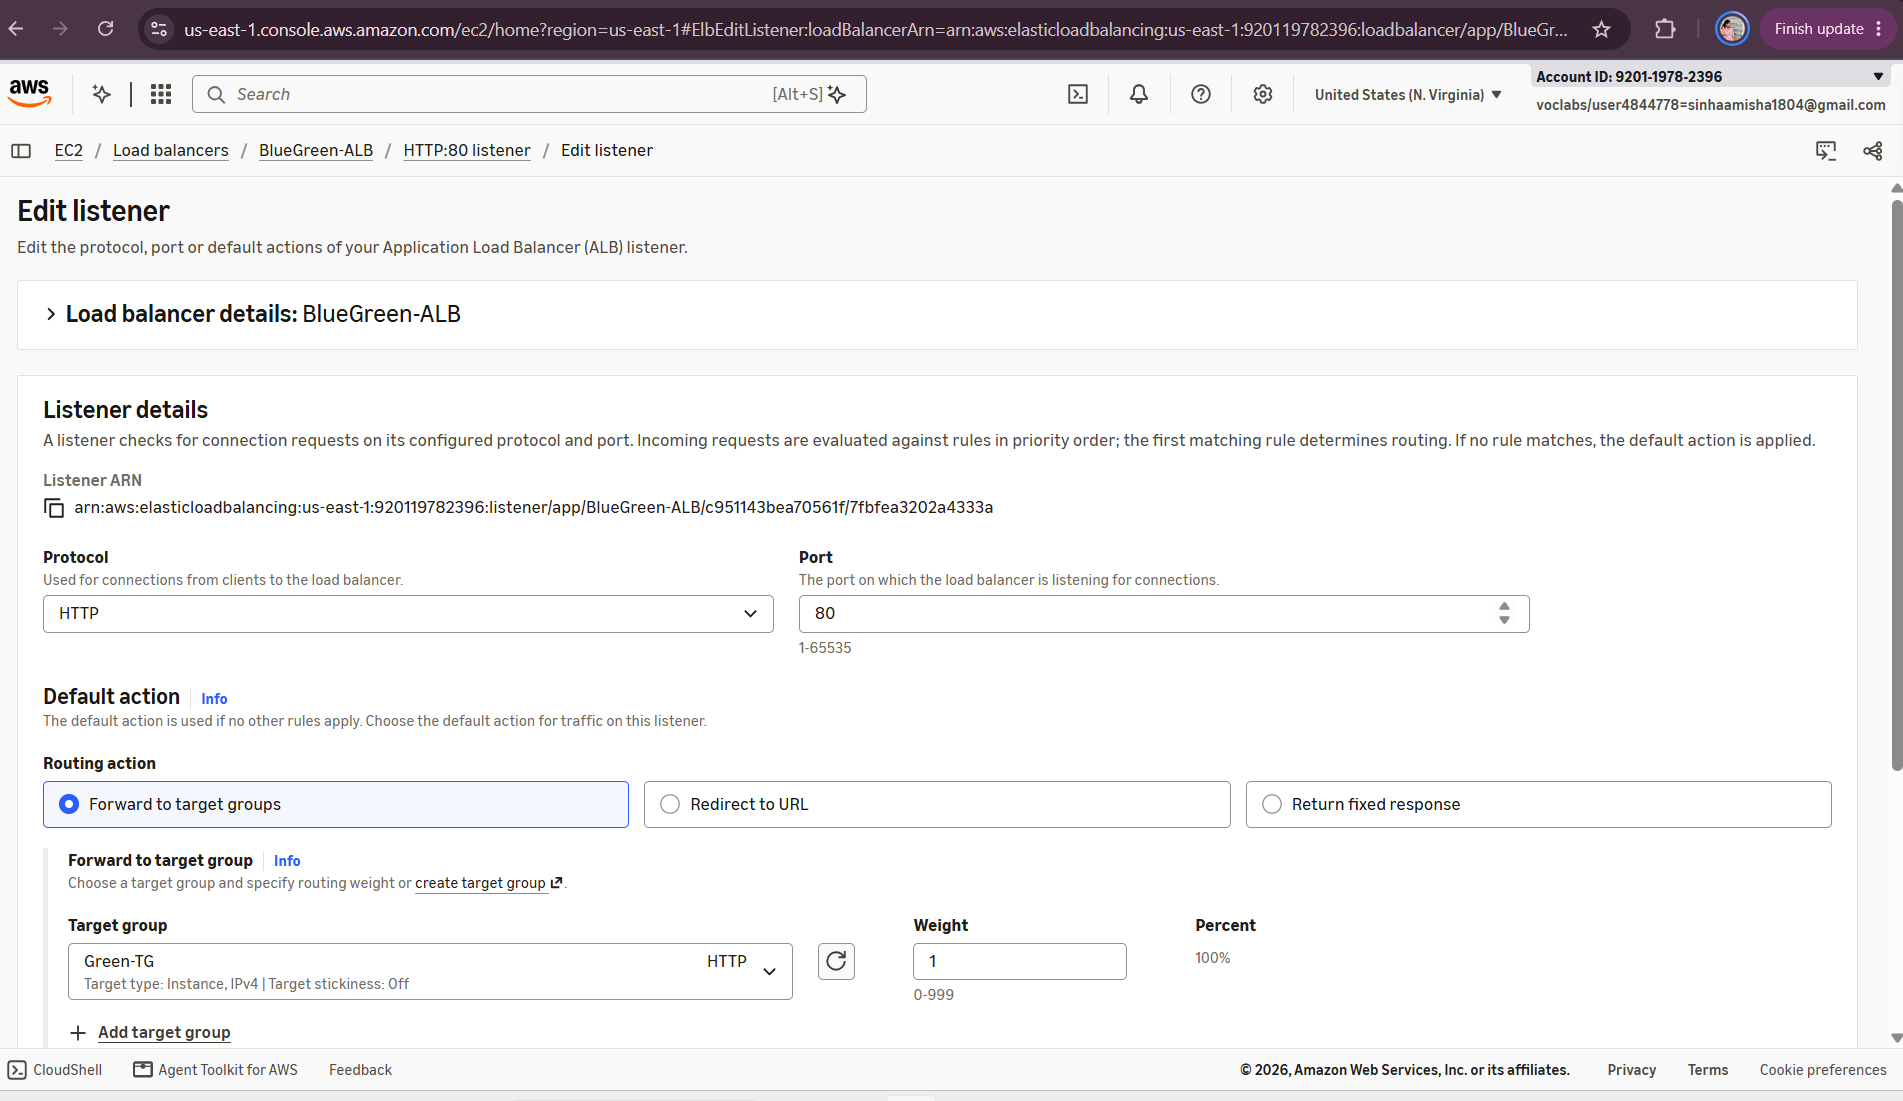 us-east-1.console.aws.amazon.com/ec2/home?region=us-east-1#ElbEditListener:loadBalancerArn=arn:aws:elasticloadbalancing:us-east-1:920119782396:loadbalancer/app/BlueGr...
Finish update
aws
Search
[Alt+S]
United States (N. Virginia)
Account ID: 9201-1978-2396
voclabs/user4844778=sinhaamisha1804@gmail.com
EC2 / Load balancers / BlueGreen-ALB / HTTP:80 listener / Edit listener
Edit listener
Edit the protocol, port or default actions of your Application Load Balancer (ALB) listener.
Load balancer details: BlueGreen-ALB
Listener details
A listener checks for connection requests on its configured protocol and port. Incoming requests are evaluated against rules in priority order; the first matching rule determines routing. If no rule matches, the default action is applied.
Listener ARN
arn:aws:elasticloadbalancing:us-east-1:920119782396:listener/app/BlueGreen-ALB/c951143bea70561f/7fbfea3202a4333a
Protocol
Used for connections from clients to the load balancer.
HTTP
Port
The port on which the load balancer is listening for connections.
80
1-65535
Default action Info
The default action is used if no other rules apply. Choose the default action for traffic on this listener.
Routing action
Forward to target groups
Redirect to URL
Return fixed response
Forward to target group Info
Choose a target group and specify routing weight or create target group.
Target group
Green-TG HTTP
Target type: Instance, IPv4 | Target stickiness: Off
Weight
1
0-999
Percent
100%
+ Add target group
CloudShell
Agent Toolkit for AWS
Feedback
© 2026, Amazon Web Services, Inc. or its affiliates.
Privacy
Terms
Cookie preferences